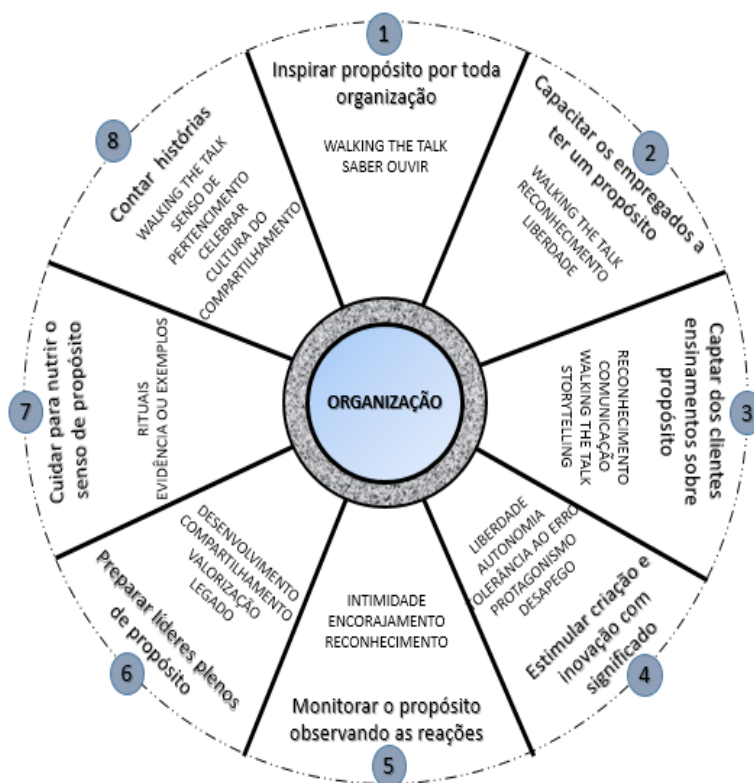 1
Inspirar propósito por toda
organização
WALKING THE TALK
SABER OUVIR
2
Capacitar os empregados a
ter um propósito
WALKING THE TALK
RECONHECIMENTO
LIBERDADE
3
Captar dos clientes
ensinamentos sobre
propósito
RECONHECIMENTO
COMUNICAÇÃO
WALKING THE TALK
STORYTELLING
4
Estimular criação e
inovação com
significado
LIBERDADE
AUTONOMIA
TOLERÂNCIA AO ERRO
PROTAGONISMO
DESAPEGO
5
Monitorar o propósito
observando as reações
INTIMIDADE
ENCORAJAMENTO
RECONHECIMENTO
6
Preparar líderes plenos
de propósito
DESENVOLVIMENTO
COMPARTILHAMENTO
VALORIZAÇÃO
LEGADO
7
Cuidar para nutrir o
senso de propósito
RITUAIS
EVIDÊNCIA OU EXEMPLOS
8
Contar histórias
WALKING THE TALK
SENSO DE
PERTENCIMENTO
CELEBRAR
CULTURA DO
COMPARTILHAMENTO
ORGANIZAÇÃO